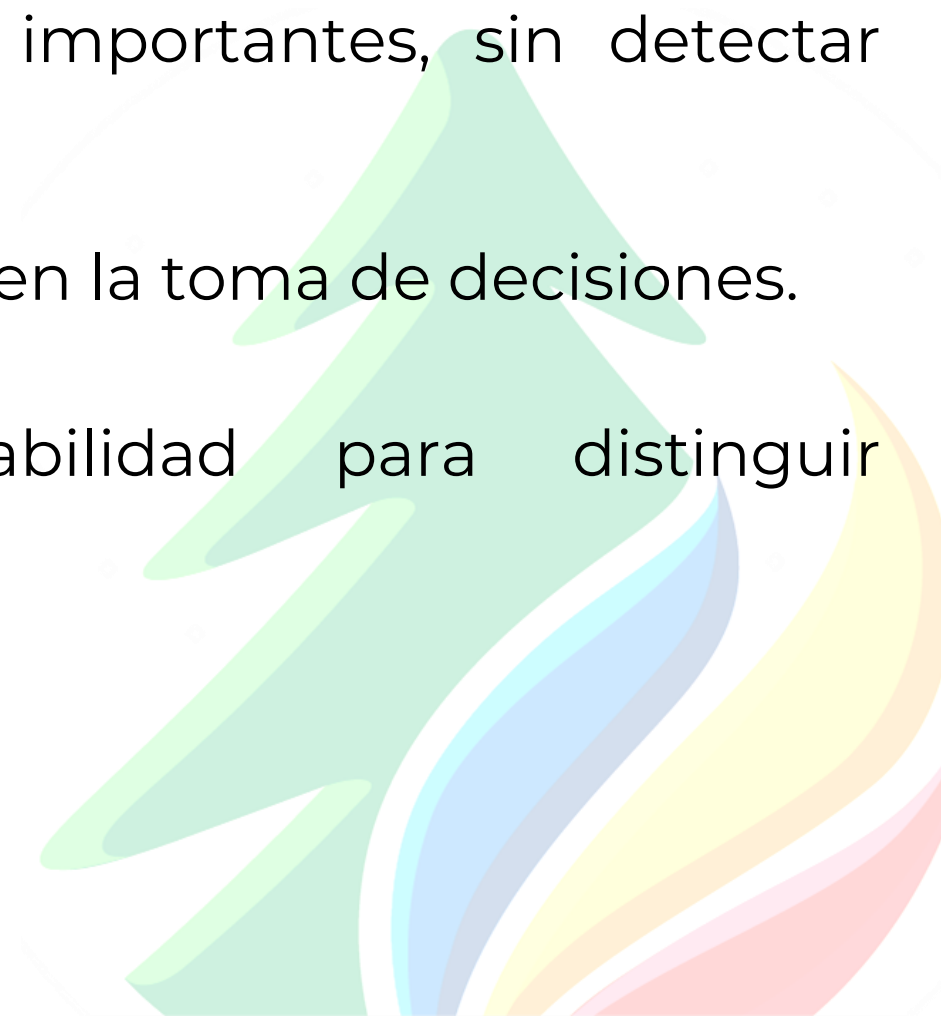 importantes, sin detectar
en la toma de decisiones.
abilidad para distinguir